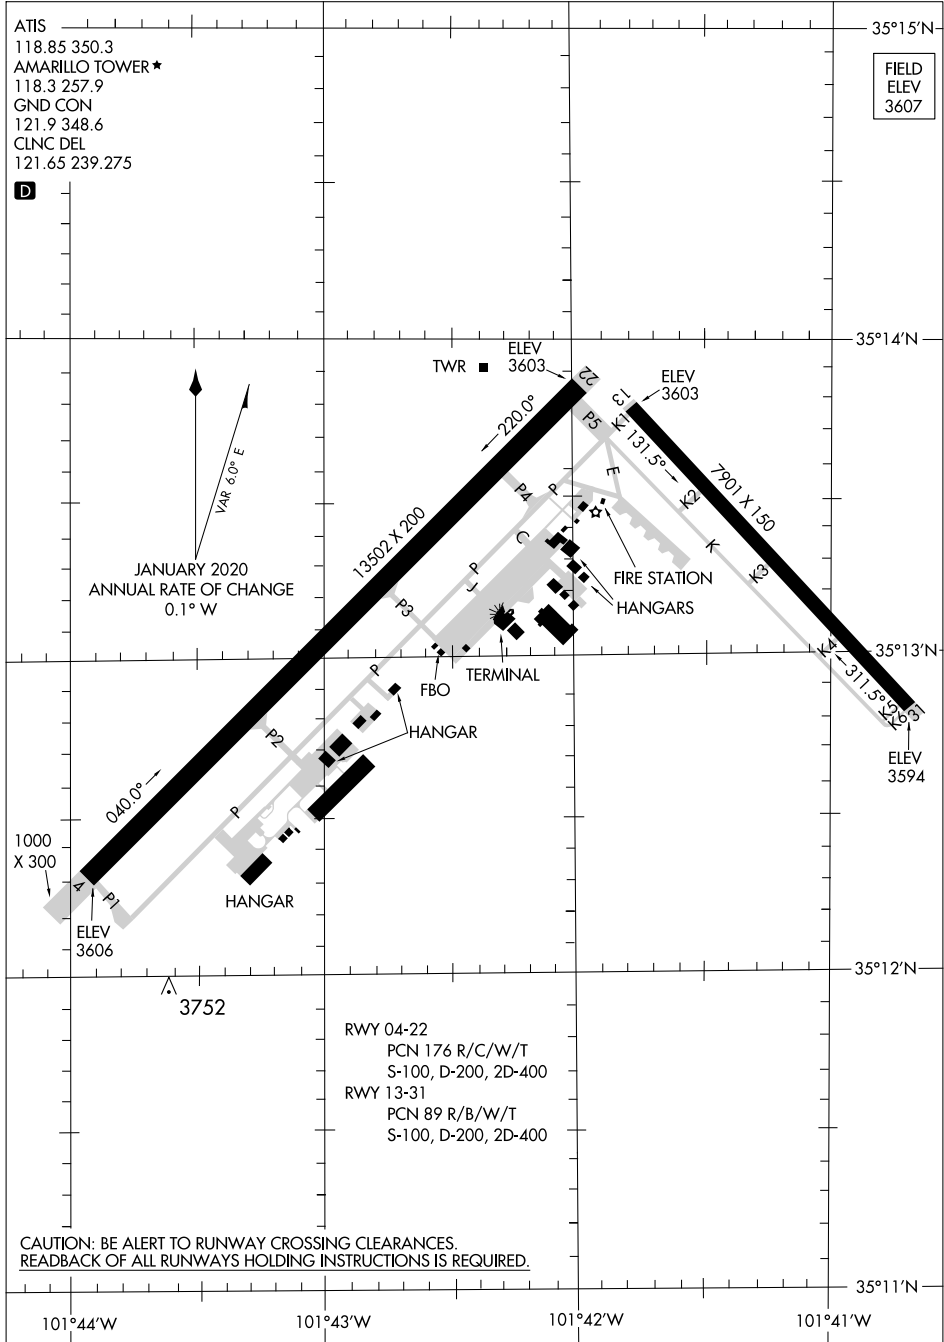 ATIS
118.85 350.3
AMARILLO TOWER★
118.3 257.9
GND CON
121.9 348.6
CLNC DEL
121.65 239.275
D
35°15'N
FIELD
ELEV
3607
35°14'N
TWR
ELEV
3603
22
ELEV
3603
13
220.0°
P5
K1
131.5°
7901 X 150
VAR 6.0° E
P4
P
E
K2
13502 X 200
C
K
JANUARY 2020
ANNUAL RATE OF CHANGE
0.1° W
P
J
FIRE STATION
K3
P3
HANGARS
K4
35°13'N
P
FBO
TERMINAL
311.5°
K5
K6
31
P2
HANGAR
ELEV
3594
040.0°
P
1000
X 300
4
P1
HANGAR
ELEV
3606
35°12'N
3752
RWY 04-22
PCN 176 R/C/W/T
S-100, D-200, 2D-400
RWY 13-31
PCN 89 R/B/W/T
S-100, D-200, 2D-400
CAUTION: BE ALERT TO RUNWAY CROSSING CLEARANCES.
READBACK OF ALL RUNWAYS HOLDING INSTRUCTIONS IS REQUIRED.
35°11'N
101°44'W
101°43'W
101°42'W
101°41'W